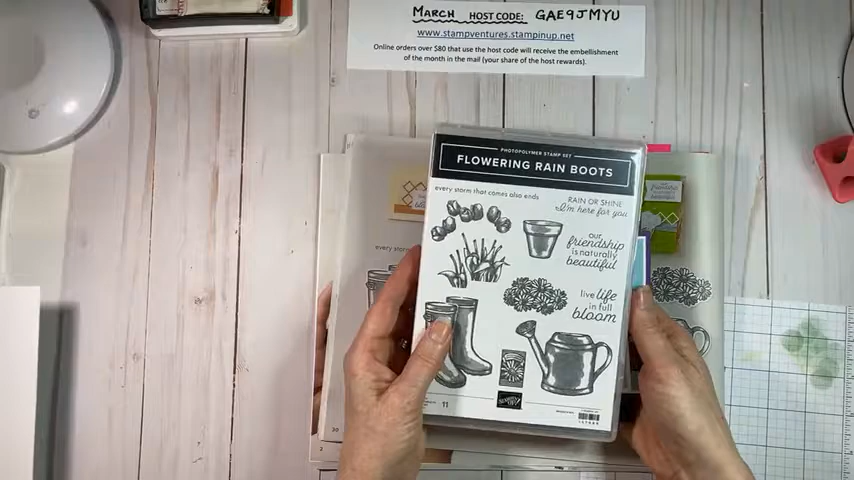 MARCH HOST CODE: GAE9JMYU
www.stampventures.stampinup.net
Online orders over $80 that use the host code will receive the embellishment
of the month in the mail (your share of the host rewards).
PHOTOPOLYMER STAMP SET
FLOWERING RAIN BOOTS
every storm that comes also ends
RAIN OR SHINE
I'm here for you
our
friendship
is naturally
beautiful
live life
in full
bloom
STAMPIN' UP!
11
every storm